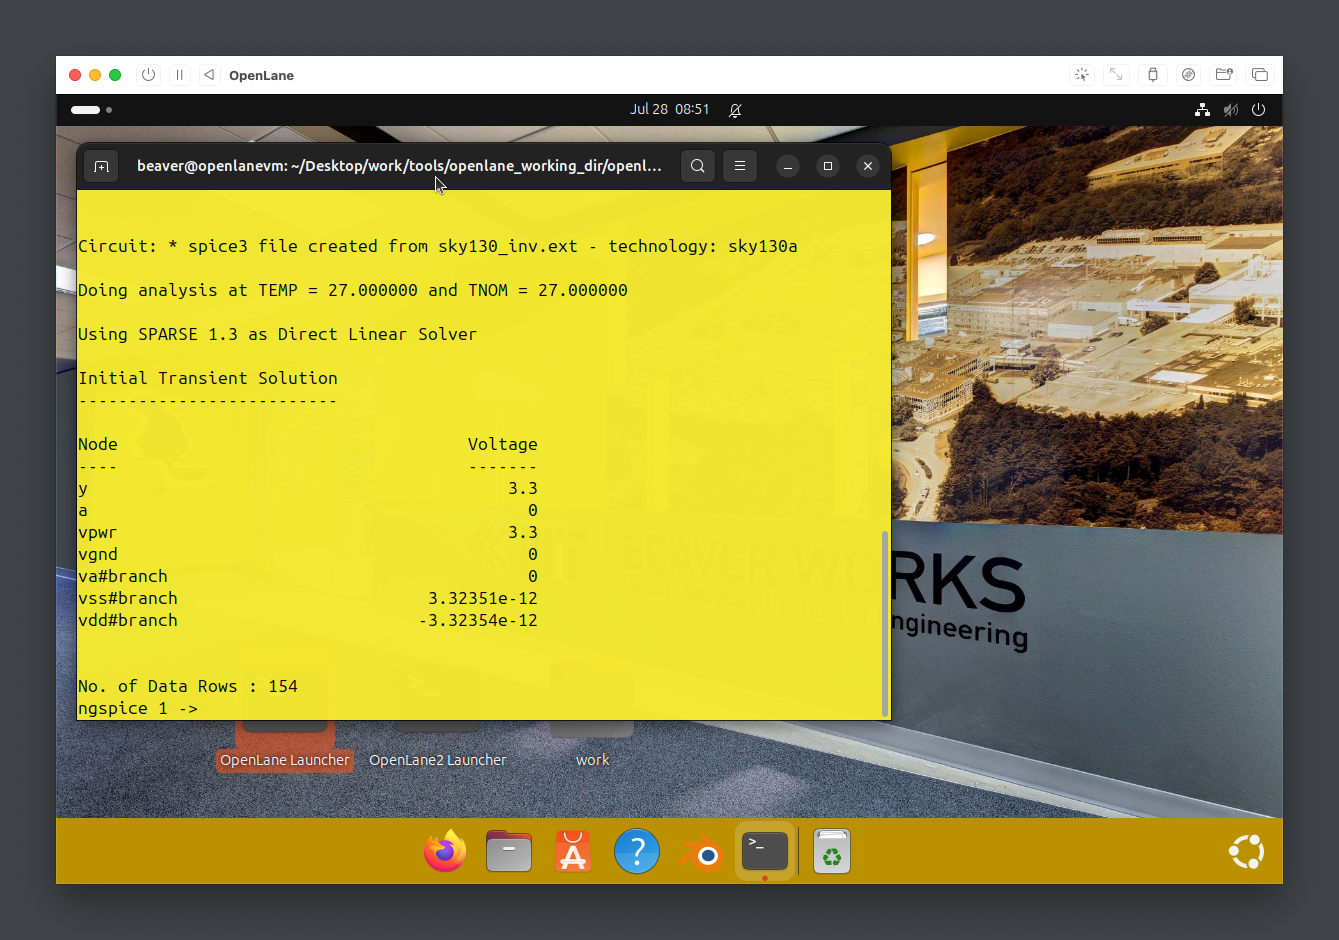 OpenLane
Jul 28 08:51
beaver@openlanevm: ~/Desktop/work/tools/openlane_working_dir/openl...
Circuit: * spice3 file created from sky130_inv.ext - technology: sky130a
Doing analysis at TEMP = 27.000000 and TNOM = 27.000000
Using SPARSE 1.3 as Direct Linear Solver
Initial Transient Solution
--------------------------
Node Voltage
---- -------
y 3.3
a 0
vpwr 3.3
vgnd 0
va#branch 0
vss#branch 3.32351e-12
vdd#branch -3.32354e-12
No. of Data Rows : 154
ngspice 1 ->
BEAVER WORKS
ngineering
OpenLane Launcher
OpenLane2 Launcher
work